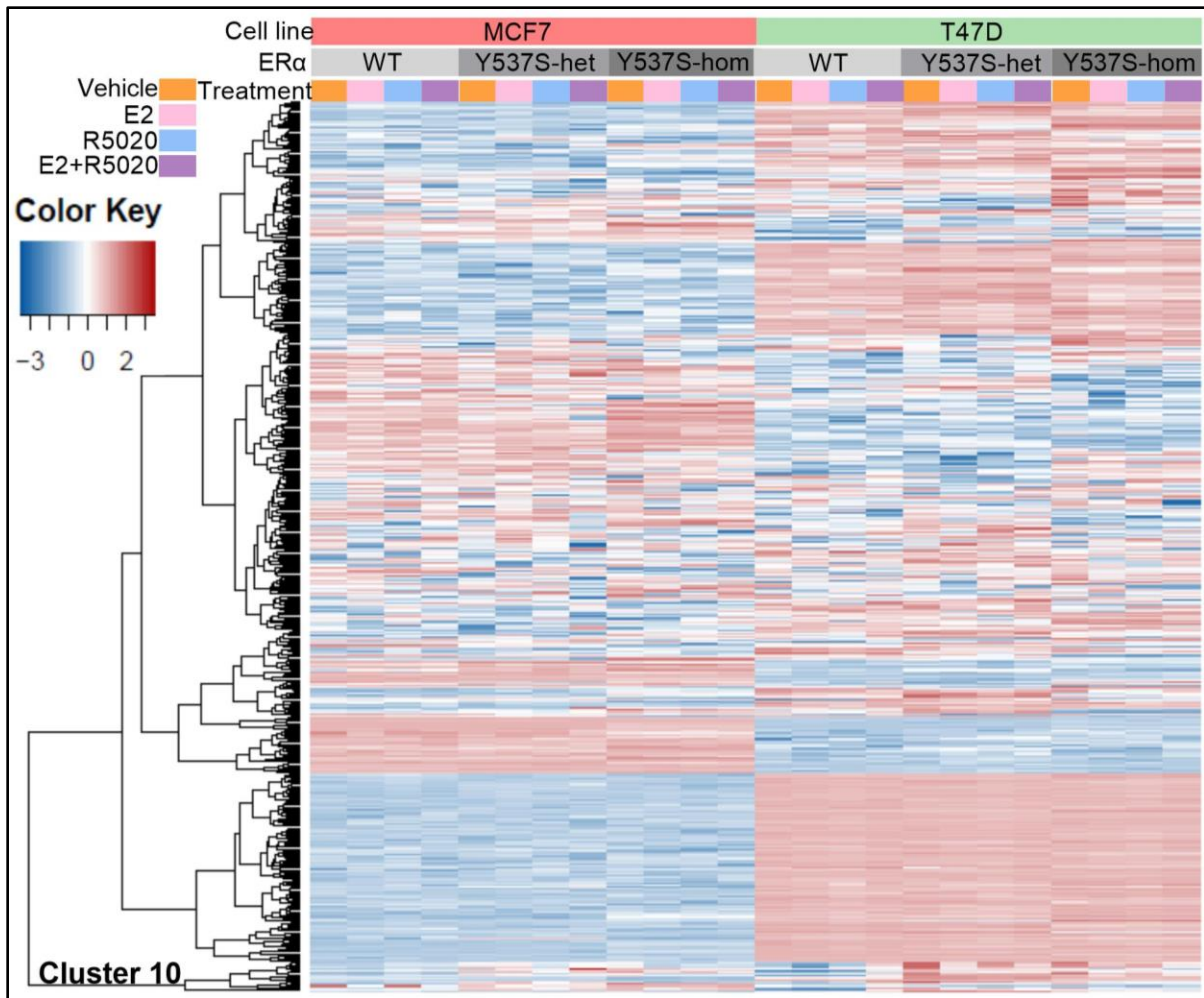 Cell line MCF7 T47D
ERα WT Y537S-het Y537S-hom WT Y537S-het Y537S-hom
Vehicle Treatment
E2
R5020
E2+R5020
Color Key
−3 0 2
Cluster 10